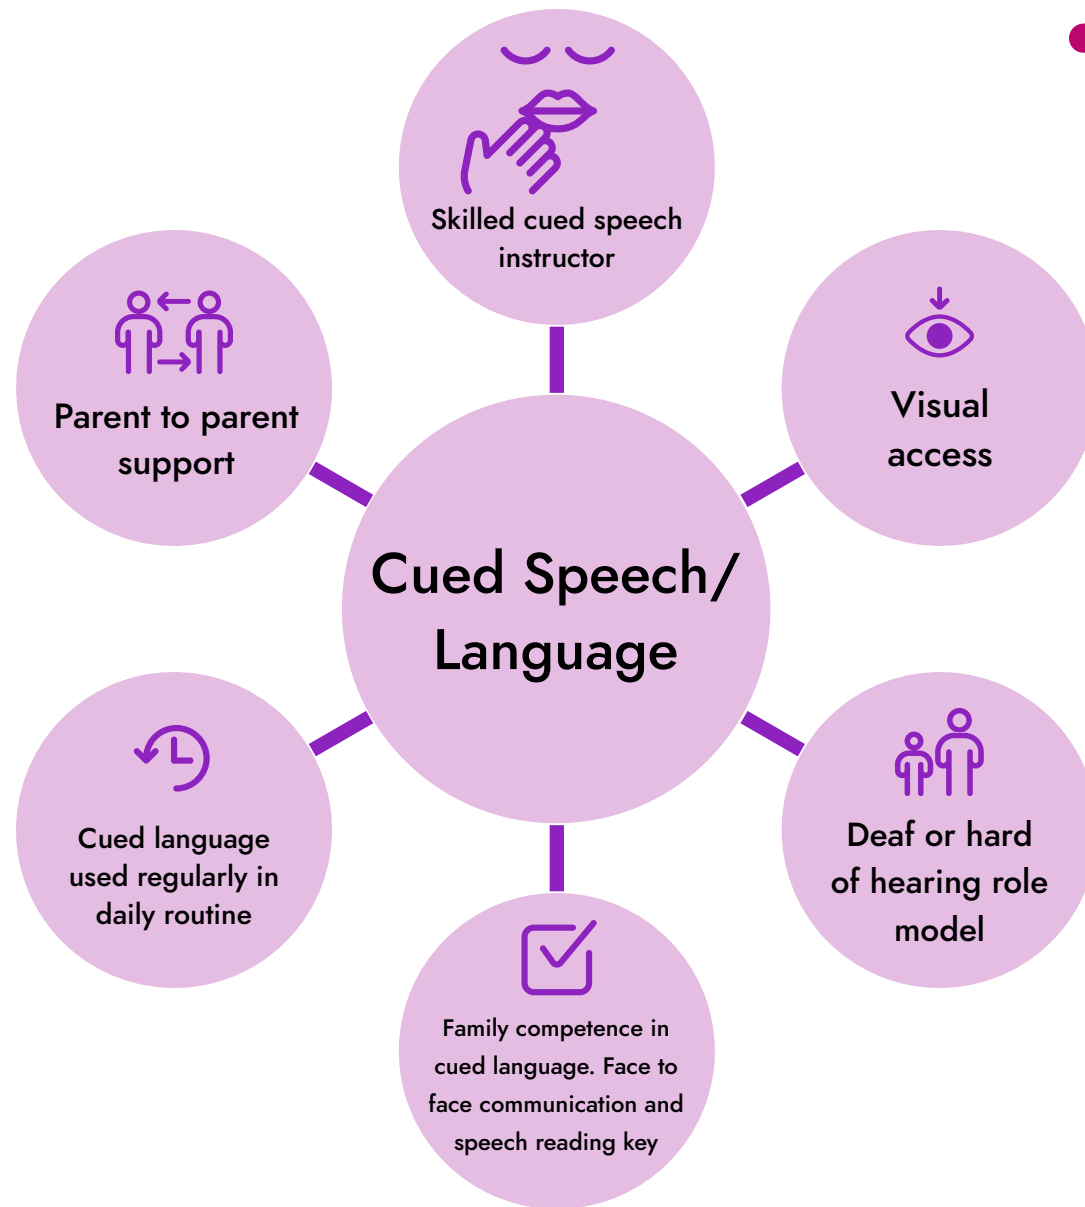 Skilled cued speech
instructor
Parent to parent
support
Visual
access
Cued Speech/
Language
Cued language
used regularly in
daily routine
Deaf or hard
of hearing role
model
Family competence in
cued language. Face to
face communication and
speech reading key